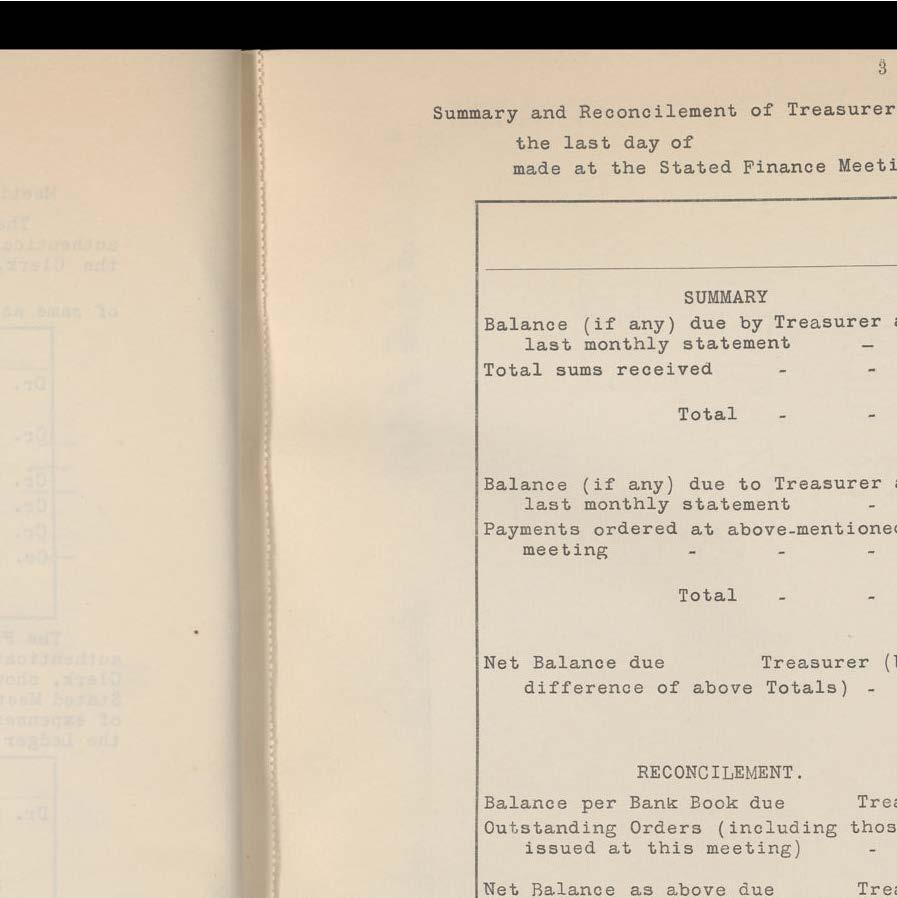 3
Summary and Reconcilement of Treasurer
the last day of
made at the Stated Finance Meeti
SUMMARY
Balance (if any) due by Treasurer a
last monthly statement - 
Total sums received - -
Total - -
Balance (if any) due to Treasurer a
last monthly statement -
Payments ordered at above-mentioned
meeting - - -
Total - -
Net Balance due Treasurer (
difference of above Totals) -
RECONCILEMENT.
Balance per Bank Book due Trea
Outstanding Orders (including thos
issued at this meeting) -
Net Balance as above due Trea